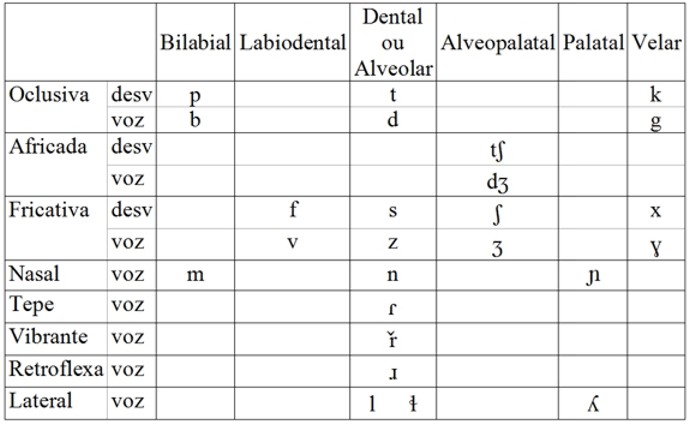 Bilabial Labiodental Dental ou Alveolar Alveopalatal Palatal Velar
Oclusiva desv p t k
voz b d g
Africada desv tʃ
voz dʒ
Fricativa desv f s ʃ x
voz v z ʒ ɣ
Nasal voz m n ɲ
Tepe voz ɾ
Vibrante voz ř
Retroflexa voz ɹ
Lateral voz l ɫ ʎ